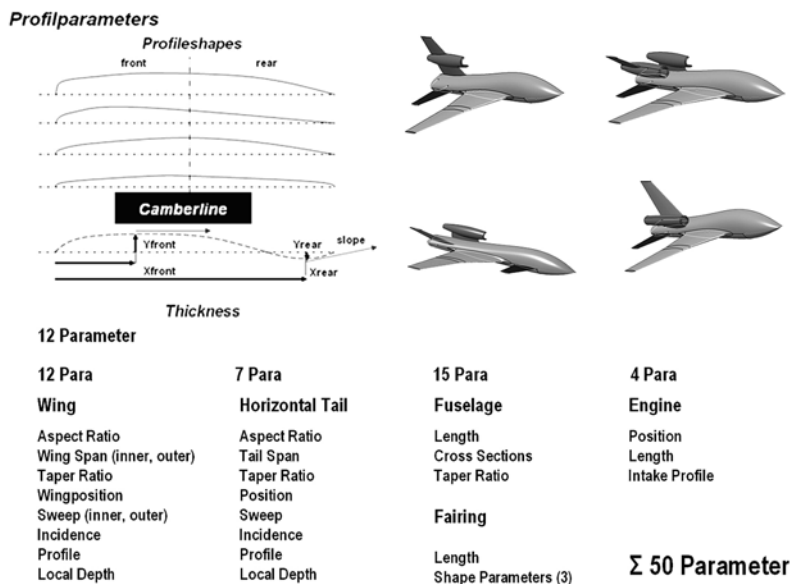 Profilparameters
Profileshapes
front rear
Camberline
Yfront Yrear slope
Xfront Xrear
Thickness
12 Parameter
12 Para
Wing
Aspect Ratio
Wing Span (inner, outer)
Taper Ratio
Wingposition
Sweep (inner, outer)
Incidence
Profile
Local Depth
7 Para
Horizontal Tail
Aspect Ratio
Tail Span
Taper Ratio
Position
Sweep
Incidence
Profile
Local Depth
15 Para
Fuselage
Length
Cross Sections
Taper Ratio
Fairing
Length
Shape Parameters (3)
4 Para
Engine
Position
Length
Intake Profile
Σ 50 Parameter